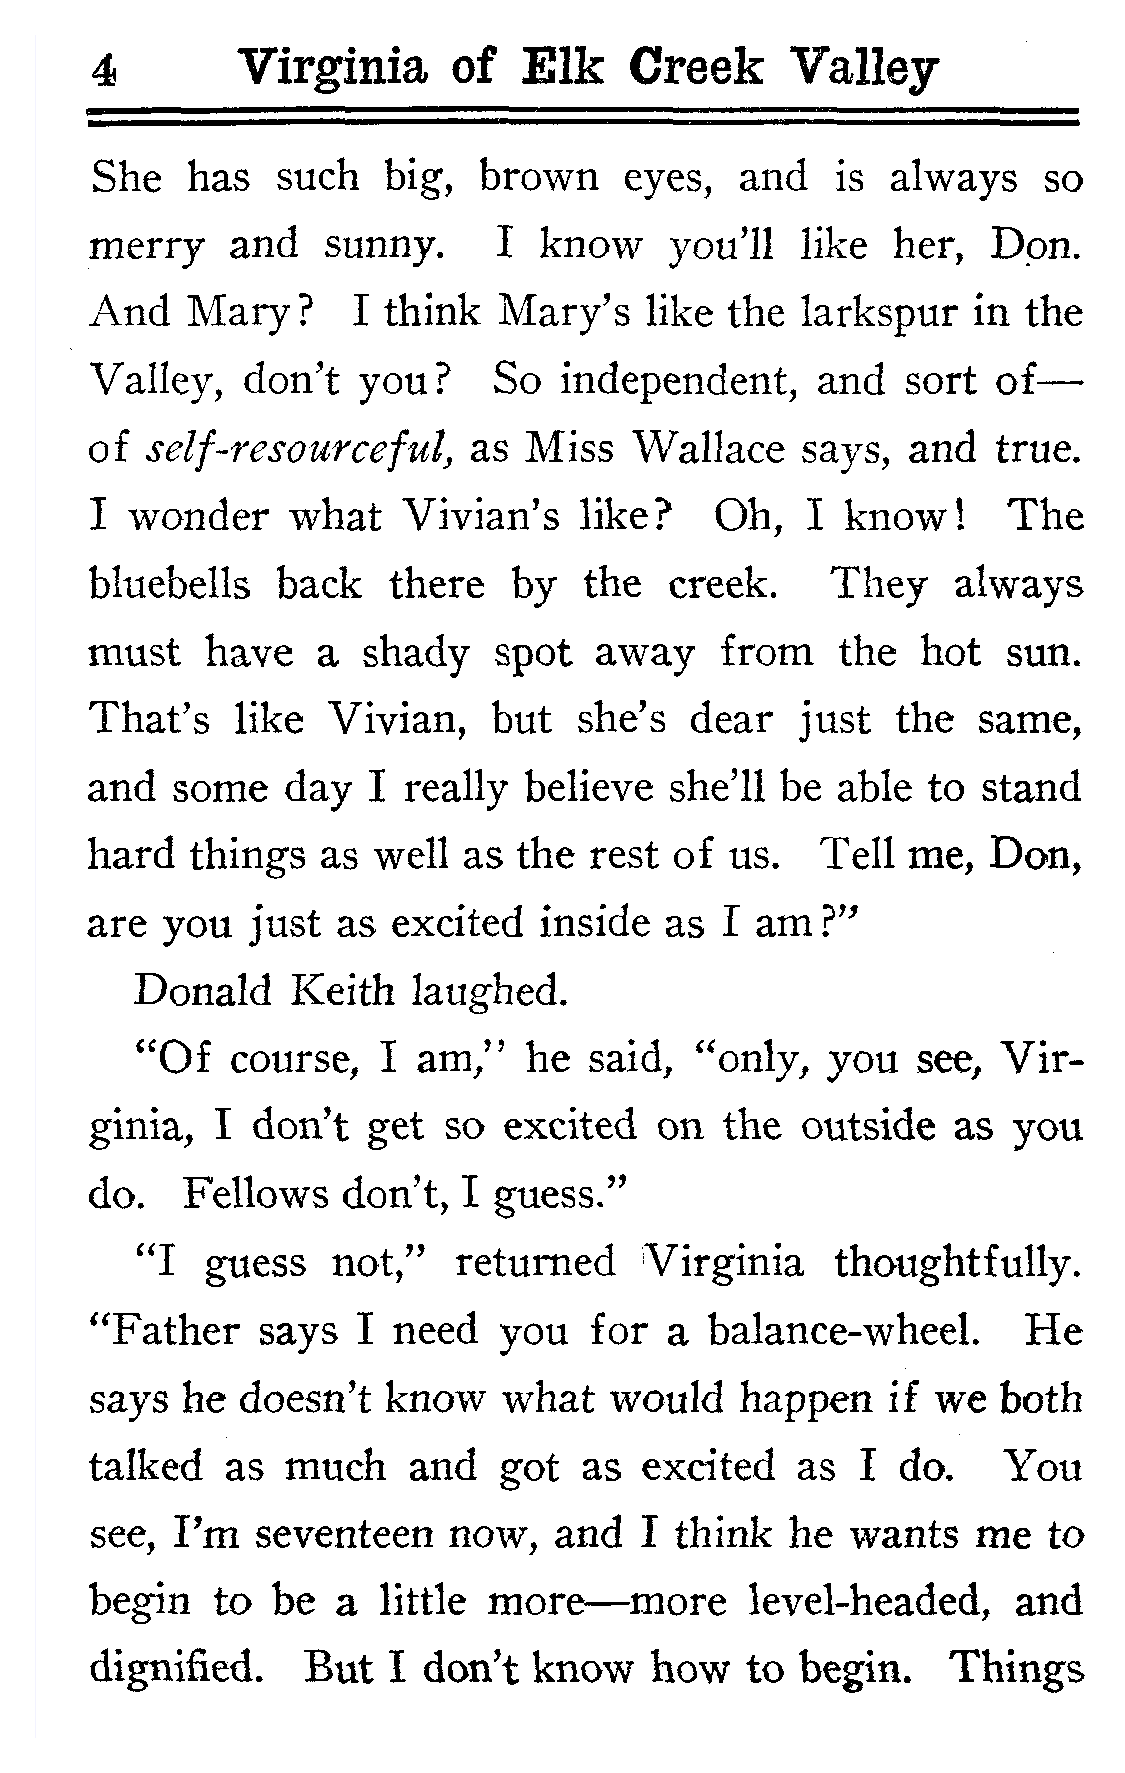 4 Virginia of Elk Creek Valley
She has such big, brown eyes, and is always so
merry and sunny. I know you'll like her, Don.
And Mary? I think Mary's like the larkspur in the
Valley, don't you? So independent, and sort of—
of self-resourceful, as Miss Wallace says, and true.
I wonder what Vivian's like? Oh, I know! The
bluebells back there by the creek. They always
must have a shady spot away from the hot sun.
That's like Vivian, but she's dear just the same,
and some day I really believe she'll be able to stand
hard things as well as the rest of us. Tell me, Don,
are you just as excited inside as I am?"
Donald Keith laughed.
"Of course, I am," he said, "only, you see, Vir-
ginia, I don't get so excited on the outside as you
do. Fellows don't, I guess."
"I guess not," returned Virginia thoughtfully.
"Father says I need you for a balance-wheel. He
says he doesn't know what would happen if we both
talked as much and got as excited as I do. You
see, I'm seventeen now, and I think he wants me to
begin to be a little more—more level-headed, and
dignified. But I don't know how to begin. Things